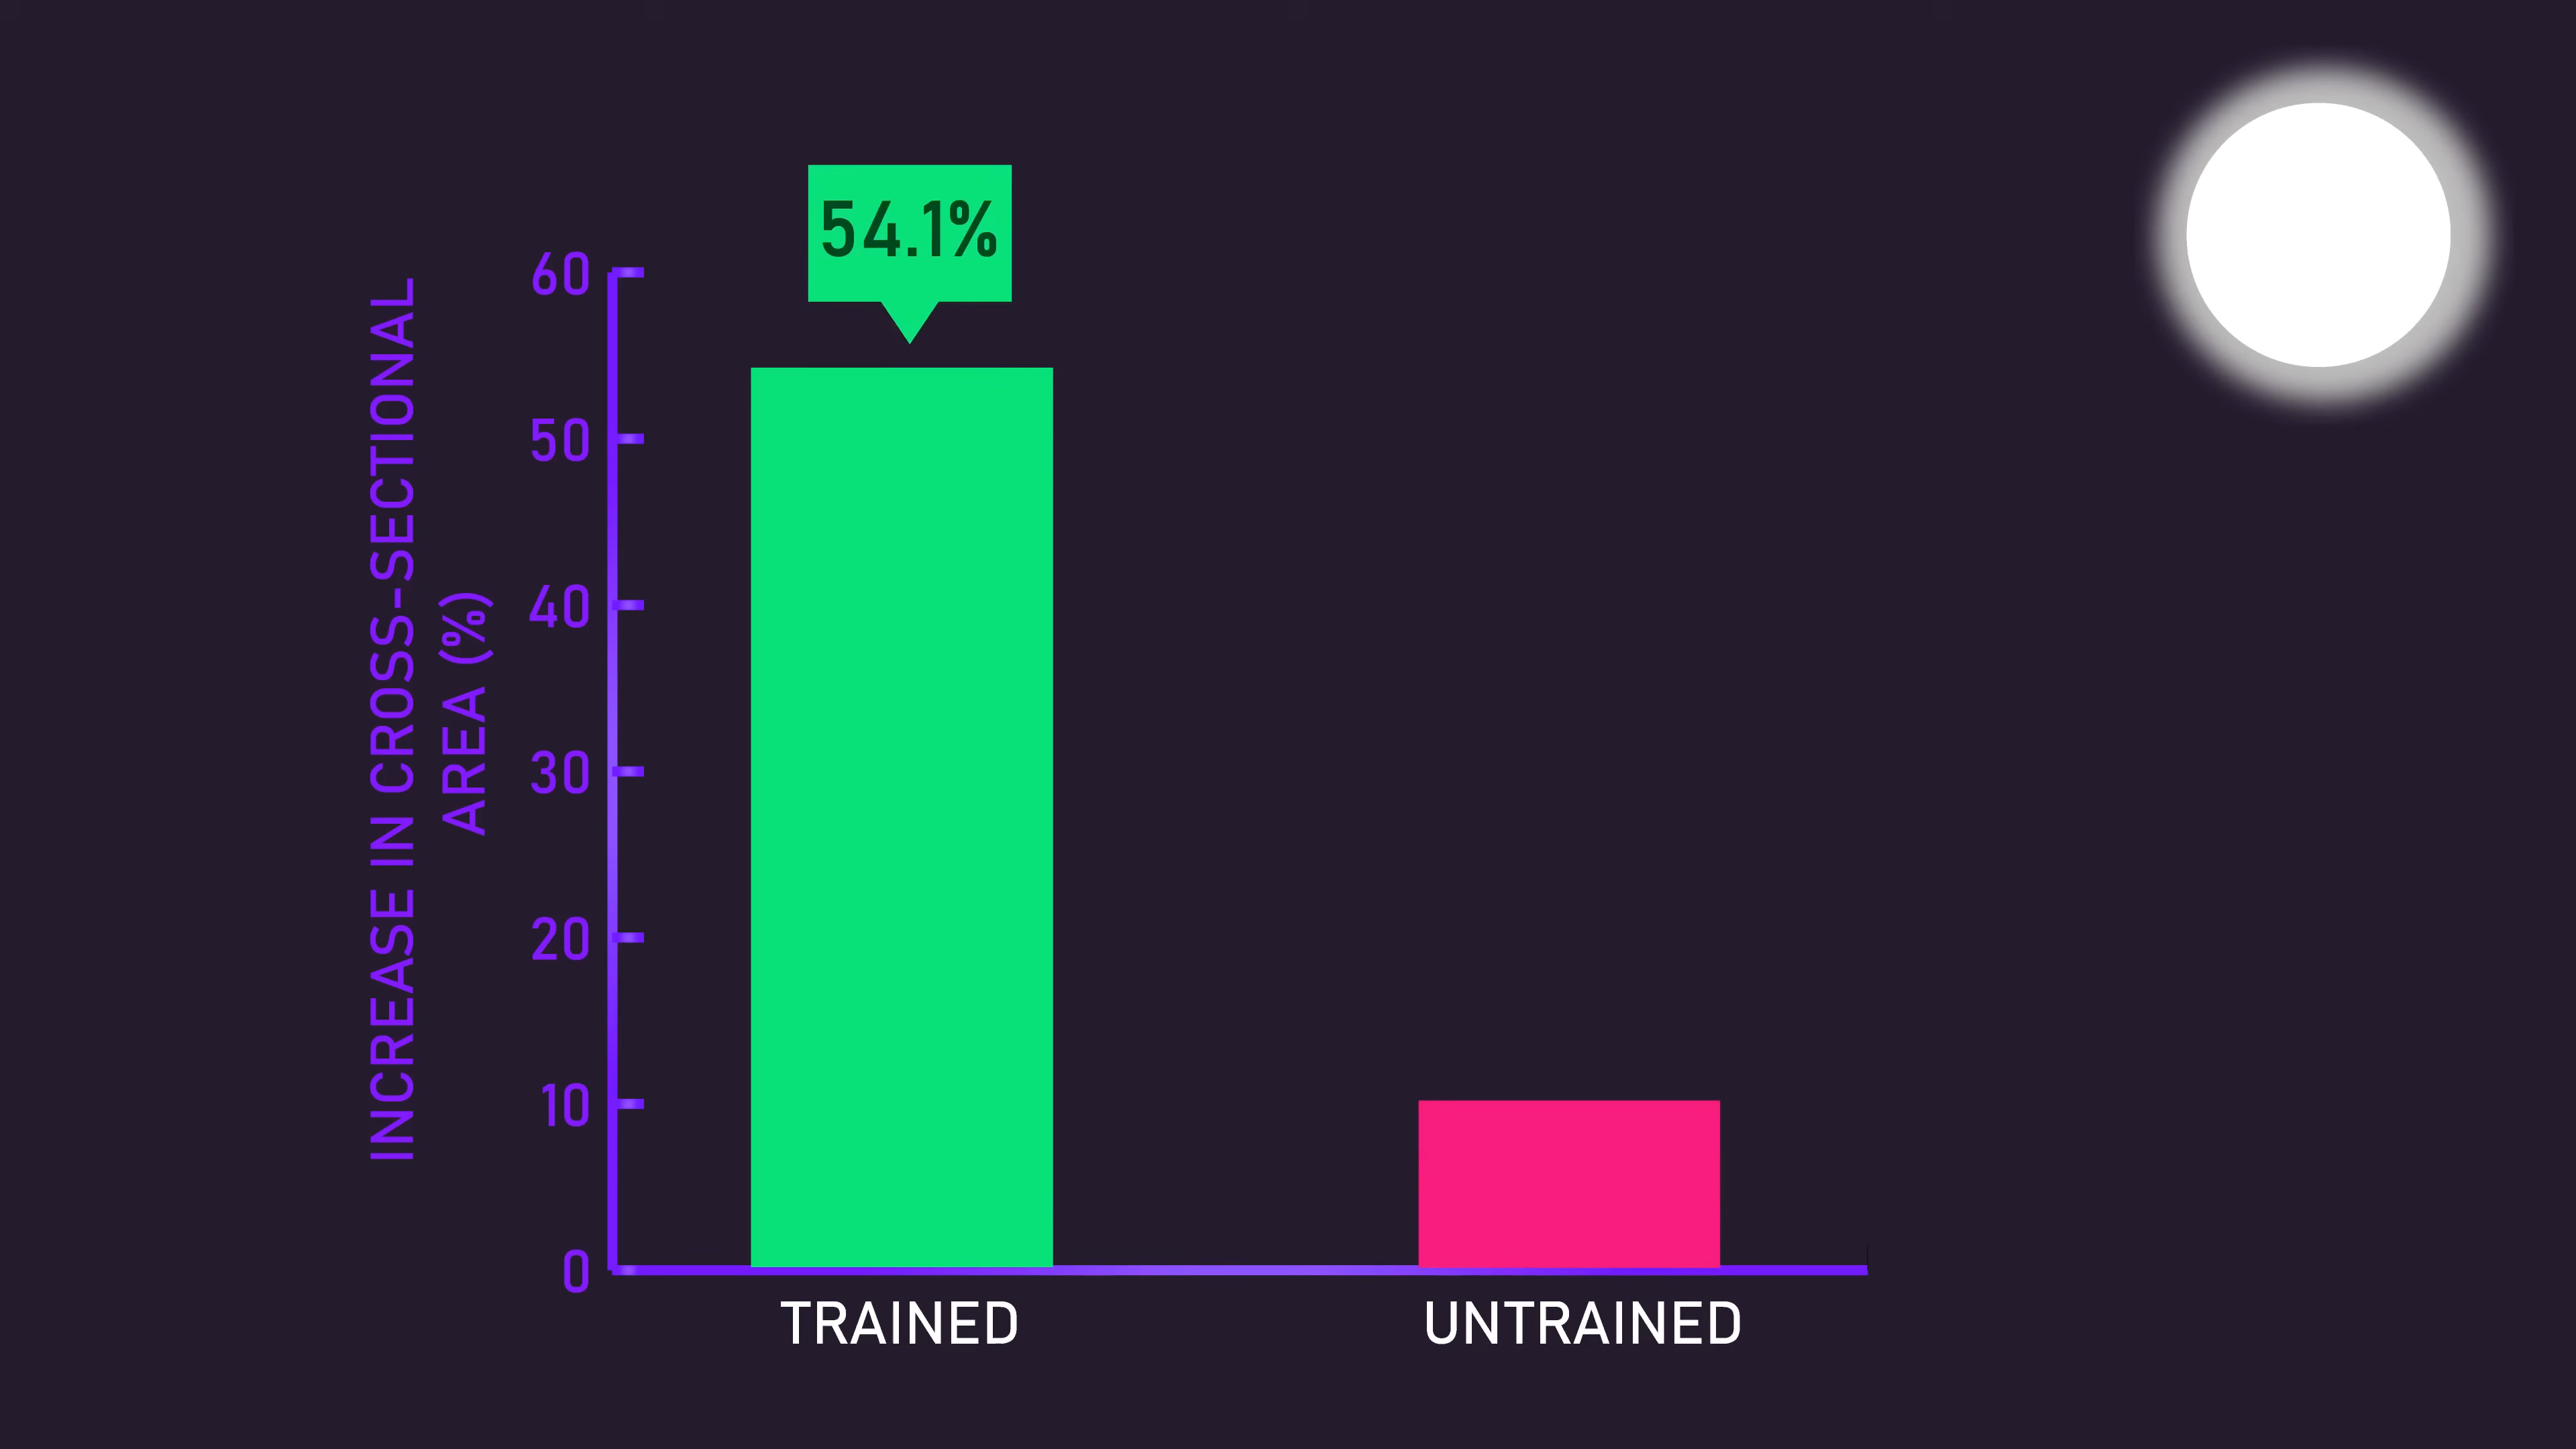 54.1%
INCREASE IN CROSS-SECTIONAL
AREA (%)
60
50
40
30
20
10
0
TRAINED
UNTRAINED